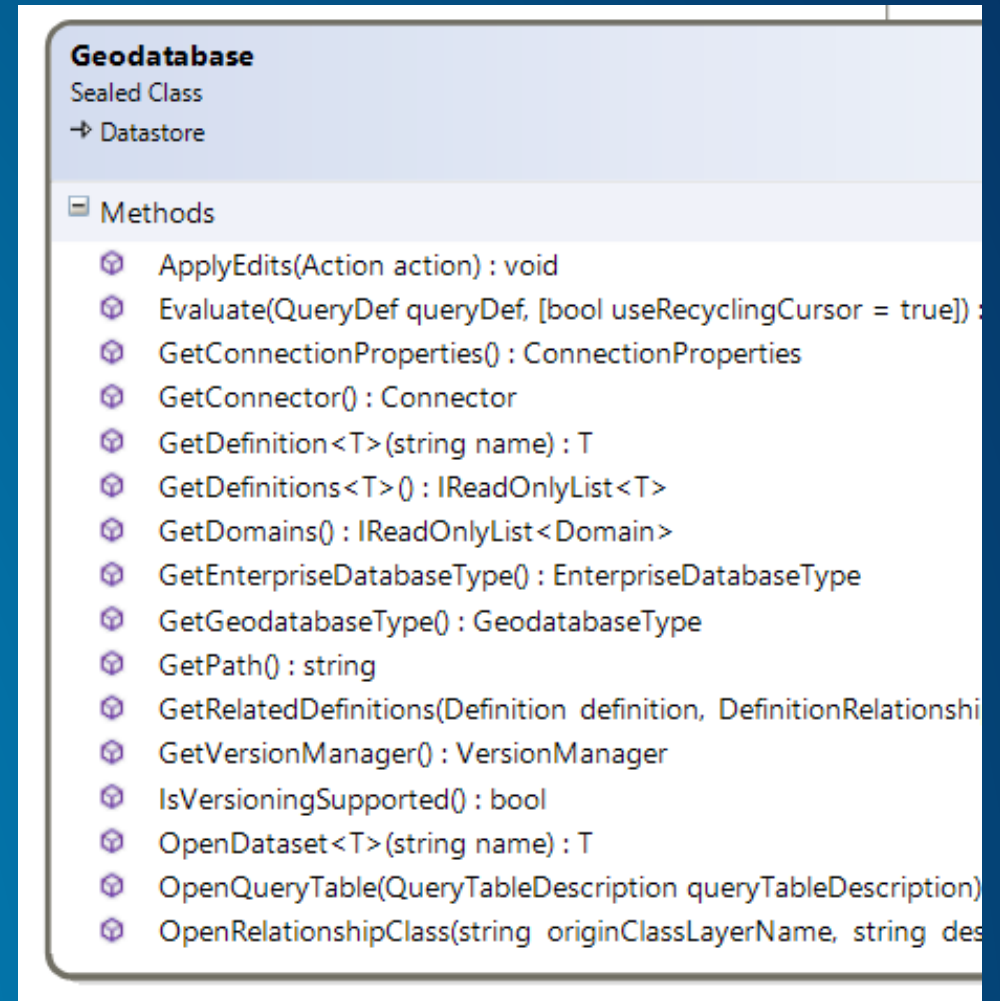 Geodatabase
Sealed Class
Datastore
Methods
ApplyEdits(Action action) : void
Evaluate(QueryDef queryDef, [bool useRecyclingCursor = true]) :
GetConnectionProperties() : ConnectionProperties
GetConnector() : Connector
GetDefinition<T>(string name) : T
GetDefinitions<T>() : IReadOnlyList<T>
GetDomains() : IReadOnlyList<Domain>
GetEnterpriseDatabaseType() : EnterpriseDatabaseType
GetGeodatabaseType() : GeodatabaseType
GetPath() : string
GetRelatedDefinitions(Definition definition, DefinitionRelationshi
GetVersionManager() : VersionManager
IsVersioningSupported() : bool
OpenDataset<T>(string name) : T
OpenQueryTable(QueryTableDescription queryTableDescription)
OpenRelationshipClass(string originClassLayerName, string des